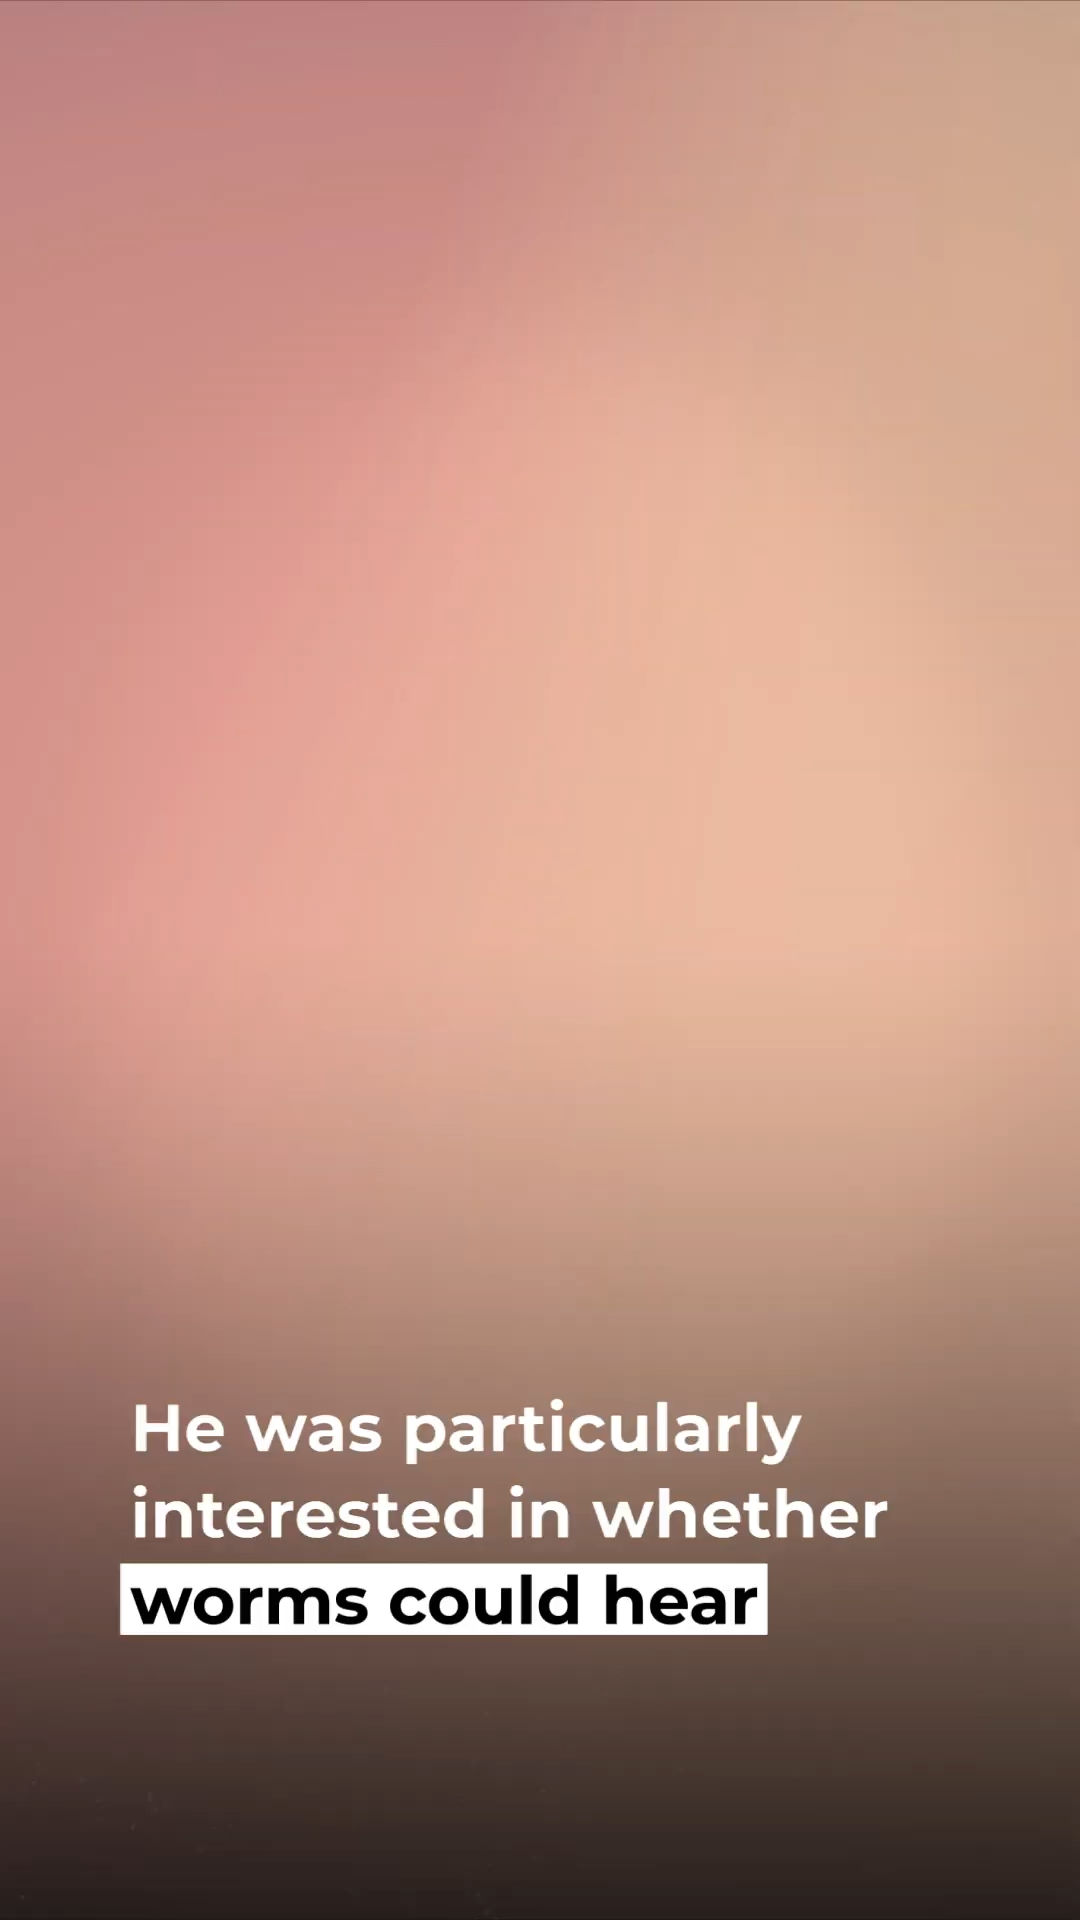 He was particularly
interested in whether
worms could hear